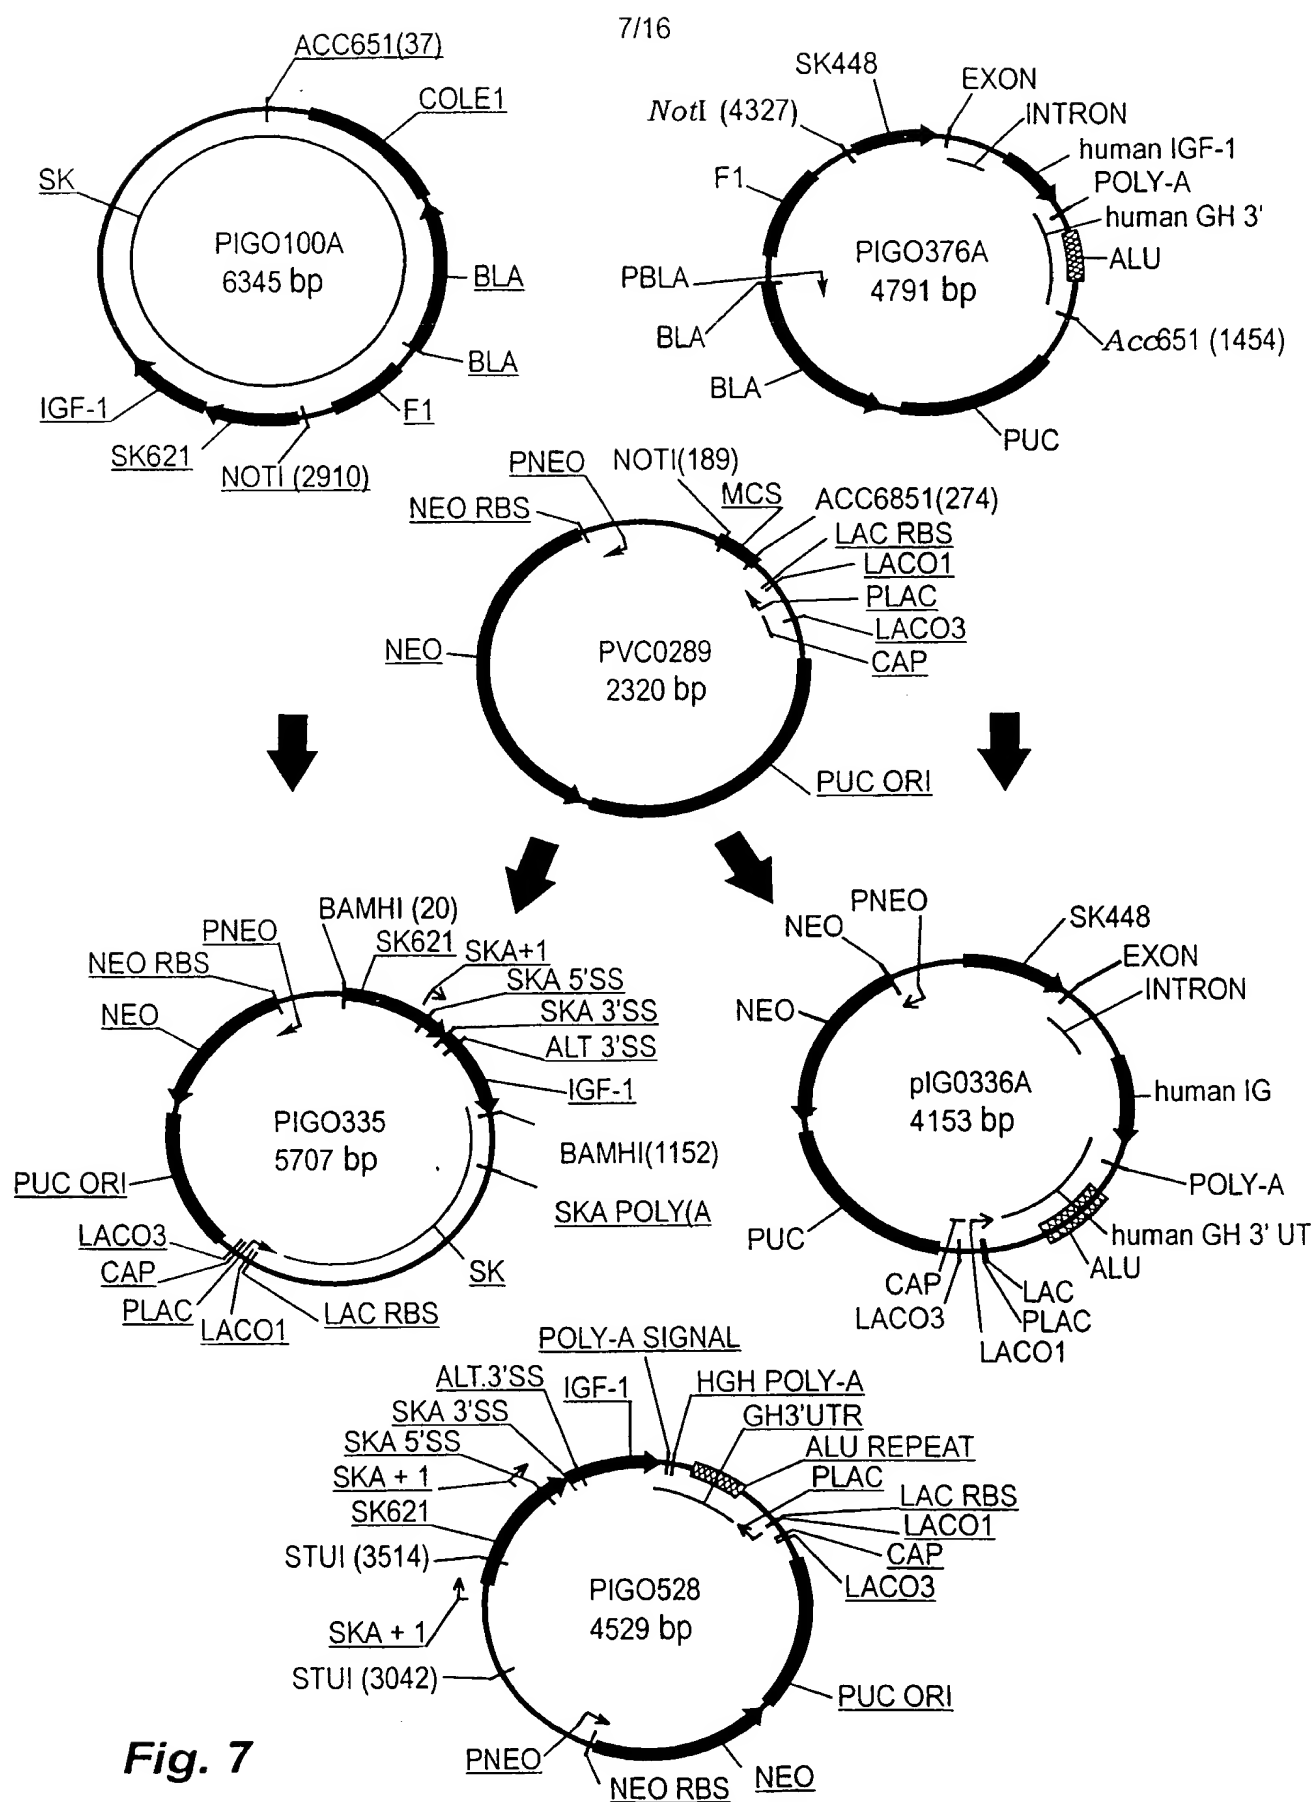 7/16
ACC651(37)
COLE1
SK
PIGO100A
6345 bp
BLA
BLA
F1
IGF-1
SK621
NOTI (2910)
SK448
EXON
INTRON
NotI (4327)
human IGF-1
POLY-A
human GH 3'
ALU
F1
PBLA
PIGO376A
4791 bp
BLA
BLA
Acc651 (1454)
PUC
PNEO
NOTI(189)
MCS
ACC6851(274)
NEO RBS
LAC RBS
LACO1
PLAC
LACO3
CAP
NEO
PVC0289
2320 bp
PUC ORI
BAMHI (20)
PNEO
SK621
SKA+1
NEO RBS
SKA 5'SS
NEO
SKA 3'SS
ALT 3'SS
IGF-1
PIGO335
5707 bp
BAMHI(1152)
PUC ORI
SKA POLY(A
LACO3
CAP
PLAC
LACO1
LAC RBS
SK
PNEO
NEO
SK448
EXON
INTRON
NEO
pIG0336A
4153 bp
human IG
POLY-A
PUC
human GH 3' UT
ALU
CAP
LACO3
LAC
PLAC
LACO1
POLY-A SIGNAL
ALT.3'SS
IGF-1
HGH POLY-A
SKA 3'SS
GH3'UTR
SKA 5'SS
ALU REPEAT
SKA + 1
PLAC
SK621
LAC RBS
LACO1
STUI (3514)
CAP
LACO3
PIGO528
4529 bp
SKA + 1
STUI (3042)
PUC ORI
PNEO
NEO RBS
NEO
Fig. 7